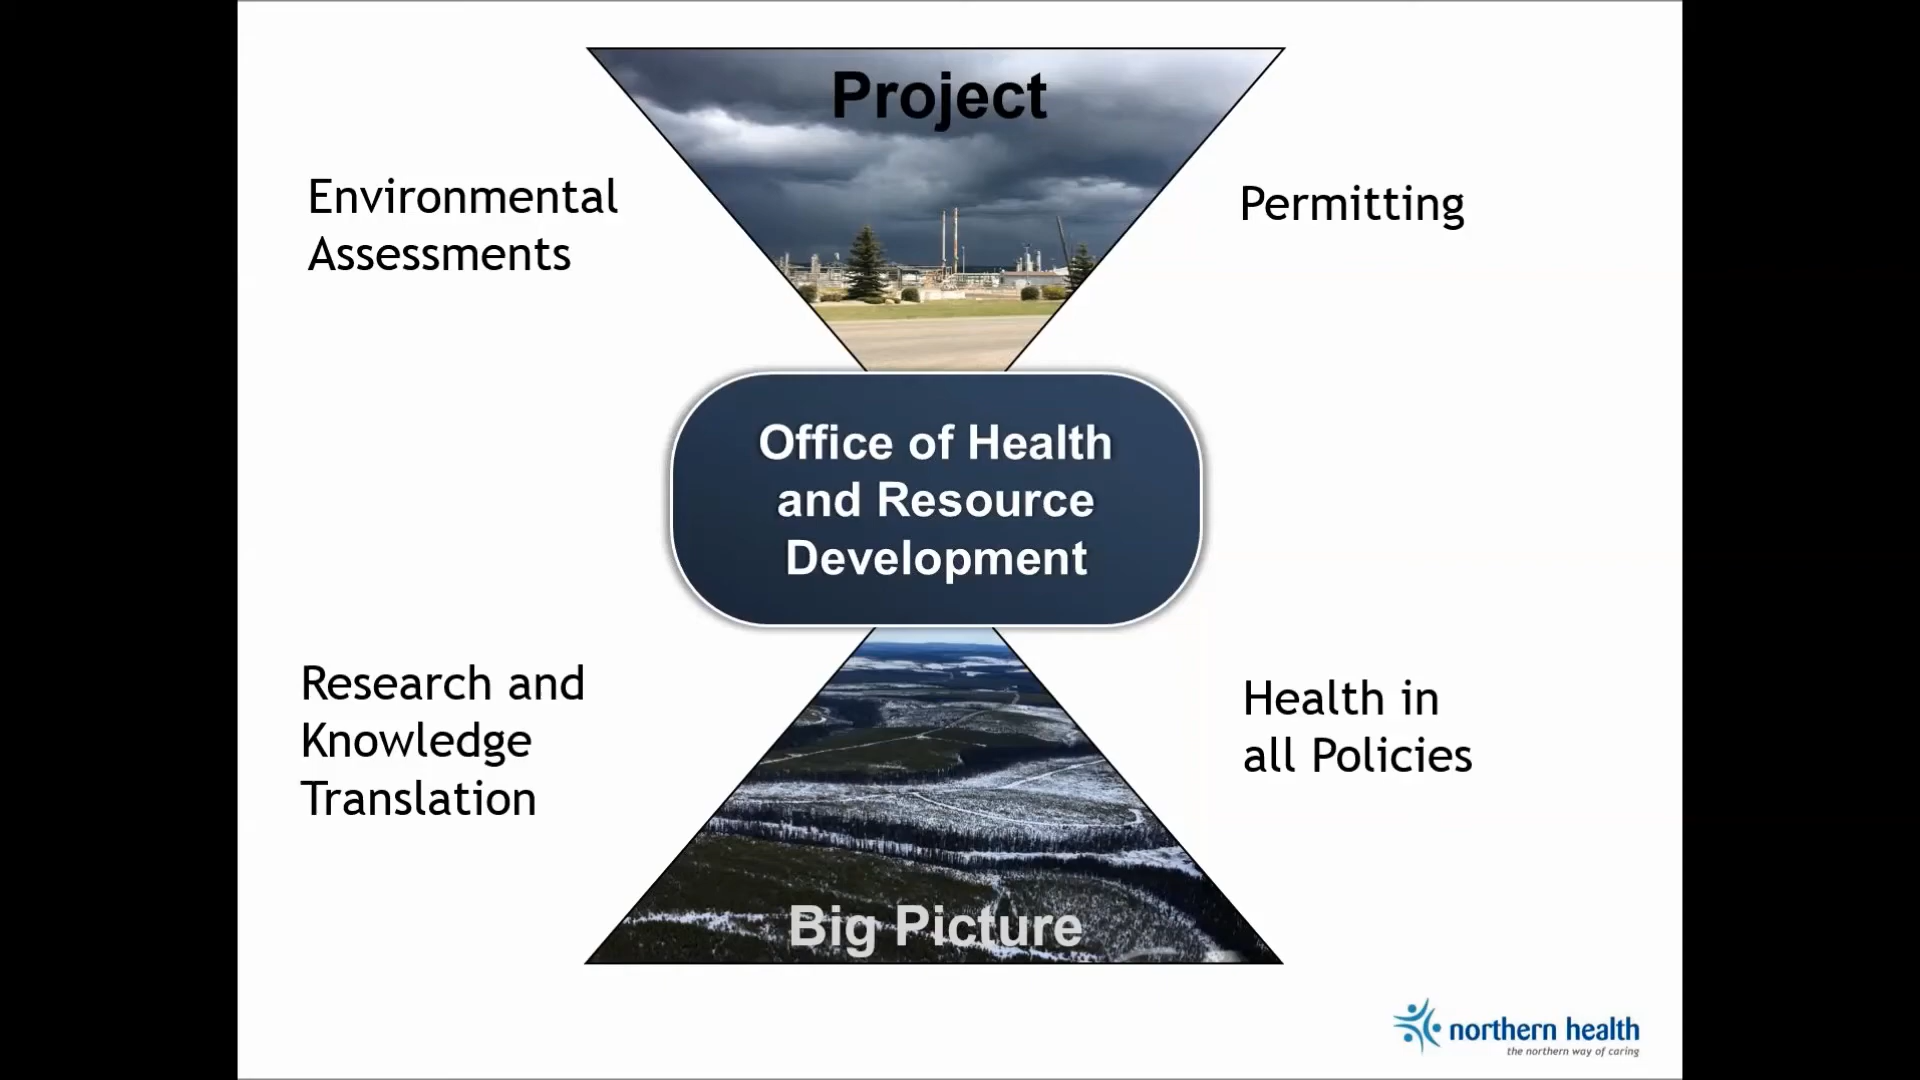 Project
Environmental
Assessments
Permitting
Office of Health
and Resource
Development
Research and
Knowledge
Translation
Health in
all Policies
Big Picture
northern health
the northern way of caring